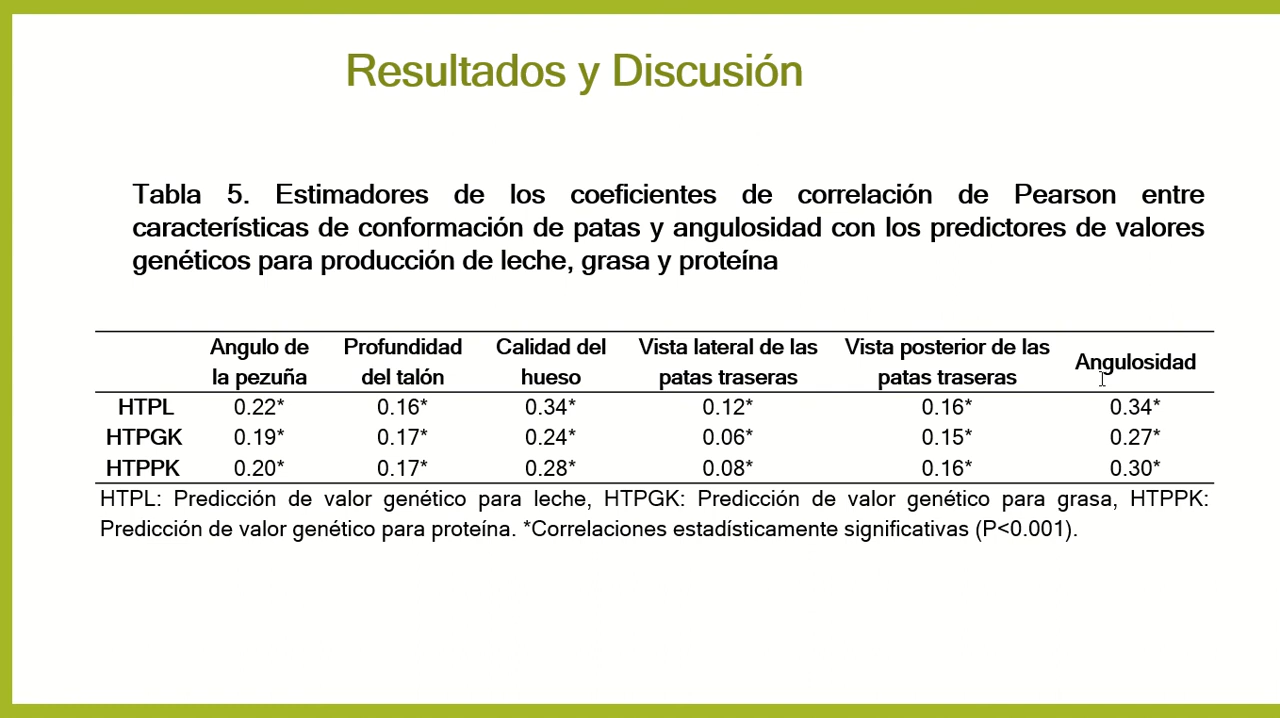 Resultados y Discusión
Tabla 5. Estimadores de los coeficientes de correlación de Pearson entre
características de conformación de patas y angulosidad con los predictores de valores
genéticos para producción de leche, grasa y proteína
Angulo de la pezuña Profundidad del talón Calidad del hueso Vista lateral de las patas traseras Vista posterior de las patas traseras Angulosidad
HTPL 0.22* 0.16* 0.34* 0.12* 0.16* 0.34*
HTPGK 0.19* 0.17* 0.24* 0.06* 0.15* 0.27*
HTPPK 0.20* 0.17* 0.28* 0.08* 0.16* 0.30*
HTPL: Predicción de valor genético para leche, HTPGK: Predicción de valor genético para grasa, HTPPK:
Predicción de valor genético para proteína. *Correlaciones estadísticamente significativas (P<0.001).